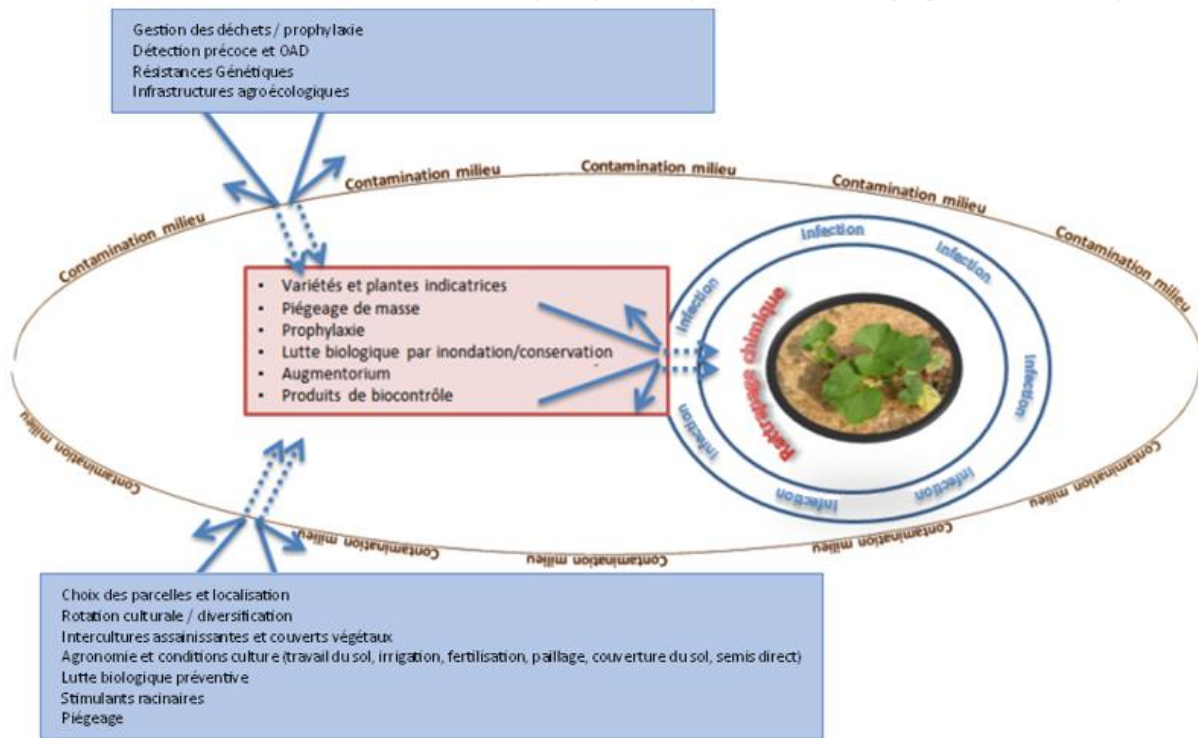 Gestion des déchets / prophylaxie
Détection précoce et OAD
Résistances Génétiques
Infrastructures agroécologiques
Contamination milieu
Contamination milieu
Contamination milieu
Contamination milieu
Contamination milieu
Infection
Infection
Infection
Infection
Infection
Infection
Infection
Rattrapage chimique
• Variétés et plantes indicatrices
• Piégeage de masse
• Prophylaxie
• Lutte biologique par inondation/conservation
• Augmentorium
• Produits de biocontrôle
Contamination milieu
Contamination milieu
Contamination milieu
Contamination milieu
Contamination milieu
Choix des parcelles et localisation
Rotation culturale / diversification
Intercultures assainissantes et couverts végétaux
Agronomie et conditions culture (travail du sol, irrigation, fertilisation, paillage, couverture du sol, semis direct)
Lutte biologique préventive
Stimulants racinaires
Piégeage